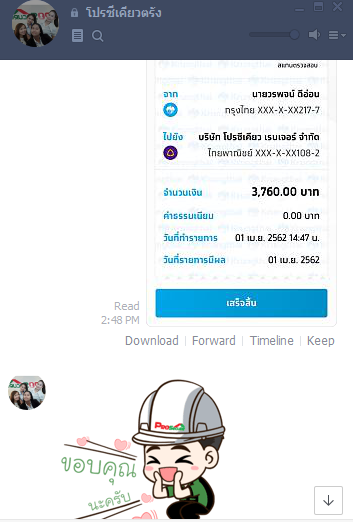 โปรซีเคียวตรัง
สแกนตรวจสอบ
จาก
นายวรพจน์ ดีอ่อน
กรุงไทย XXX-X-XX217-7
ไปยัง
บริษัท โปรซีเคียว เรนเจอร์ จำกัด
ไทยพาณิชย์ XXX-X-XX108-2
จำนวนเงิน 3,760.00 บาท
ค่าธรรมเนียม 0.00 บาท
วันที่ทำรายการ 01 เม.ย. 2562 14:47 น.
วันที่รายการมีผล 01 เม.ย. 2562
เสร็จสิ้น
Read
2:48 PM
Download Forward Timeline Keep
ขอบคุณ
นะครับ